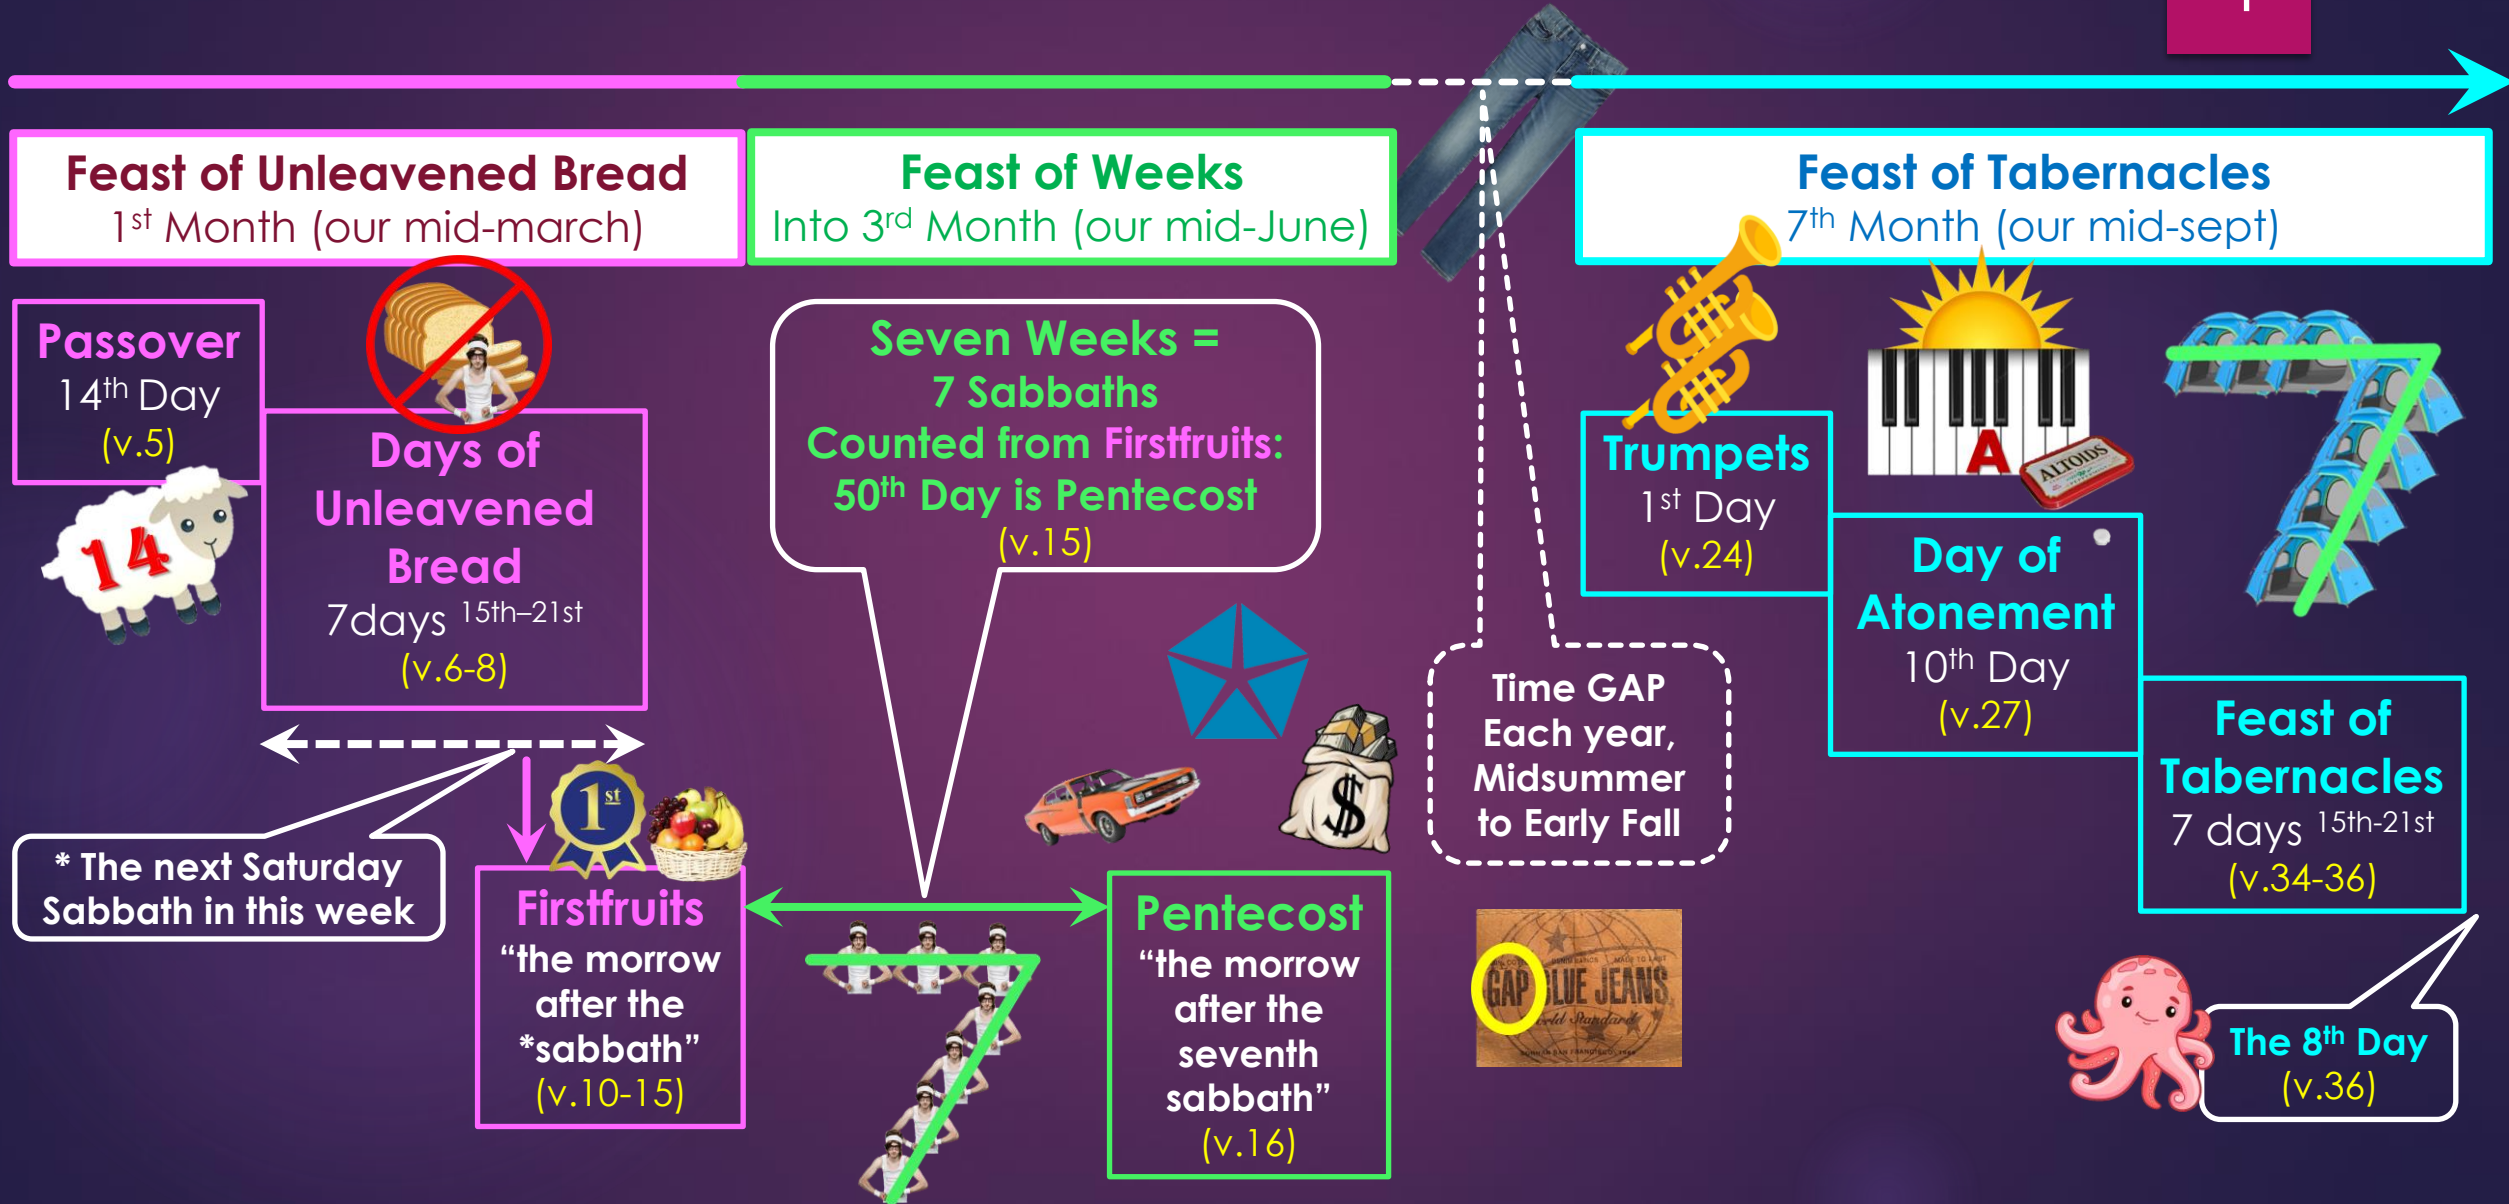 1
Feast of Unleavened Bread
1st Month (our mid-march)
Feast of Weeks
Into 3rd Month (our mid-June)
Feast of Tabernacles
7th Month (our mid-sept)
Passover
14th Day
(v.5)
14
Days of
Unleavened
Bread
7days 15th–21st
(v.6-8)
* The next Saturday
Sabbath in this week
1st
Firstfruits
“the morrow
after the
*sabbath”
(v.10-15)
Seven Weeks =
7 Sabbaths
Counted from Firstfruits:
50th Day is Pentecost
(v.15)
$
Pentecost
“the morrow
after the
seventh
sabbath”
(v.16)
Time GAP
Each year,
Midsummer
to Early Fall
GAP BLUE JEANS
World Standard
Trumpets
1st Day
(v.24)
A
ALTOIDS
Day of
Atonement
10th Day
(v.27)
Feast of
Tabernacles
7 days 15th-21st
(v.34-36)
The 8th Day
(v.36)